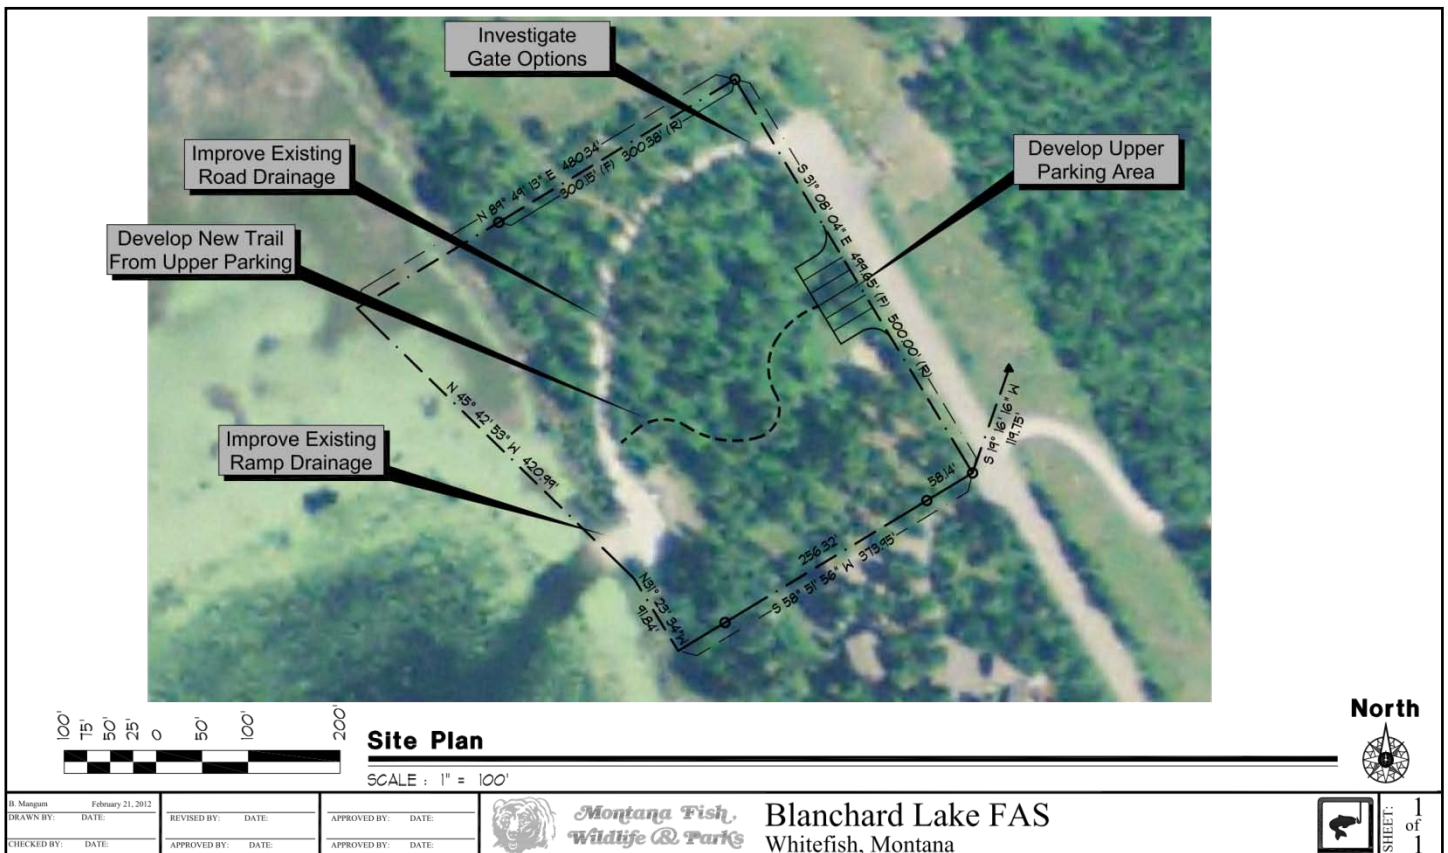 Investigate
Gate Options
Improve Existing
Road Drainage
Develop Upper
Parking Area
Develop New Trail
From Upper Parking
Improve Existing
Ramp Drainage
N 89° 49' 13" E 480.34'
300.15' (F) 300.38' (R)
S 31° 08' 04" E 499.65' (F) 500.00' (R)
N 45° 42' 53" W 420.99'
S 19° 16' 16" W
119.75'
58.14'
256.32'
S 58° 51' 56" W 373.95'
N31° 23' 34"W
91.84'
100' 75' 50' 25' 0 50' 100' 200'
Site Plan
SCALE : 1" = 100'
North
B. Mangum February 21, 2012
DRAWN BY: DATE:
CHECKED BY: DATE:
REVISED BY: DATE:
APPROVED BY: DATE:
APPROVED BY: DATE:
APPROVED BY: DATE:
Montana Fish,
Wildlife & Parks
Blanchard Lake FAS
Whitefish, Montana
SHEET:
1
of
1